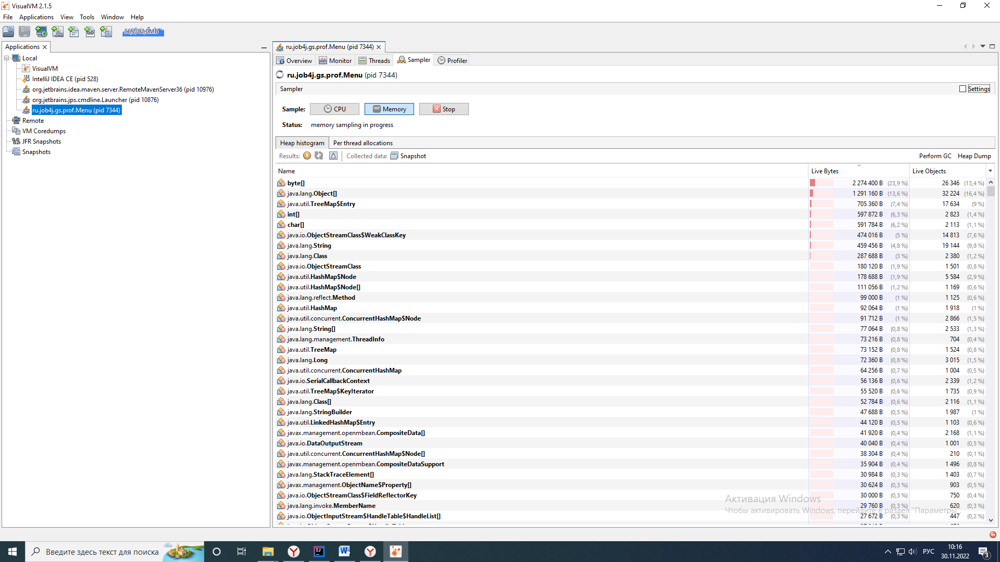 VisualVM 2.1.5
File Applications View Tools Window Help
56,2/82,0MB
Applications
Local
VisualVM
IntelliJ IDEA CE (pid 528)
org.jetbrains.idea.maven.server.RemoteMavenServer36 (pid 10976)
org.jetbrains.jps.cmdline.Launcher (pid 10876)
ru.job4j.gs.prof.Menu (pid 7344)
Remote
VM Coredumps
JFR Snapshots
Snapshots
ru.job4j.gs.prof.Menu (pid 7344)
Overview Monitor Threads Sampler Profiler
ru.job4j.gs.prof.Menu (pid 7344)
Sampler Settings
Sample: CPU Memory Stop
Status: memory sampling in progress
Heap histogram Per thread allocations
Results: Collected data: Snapshot Perform GC Heap Dump
Name Live Bytes Live Objects
byte[] 2 274 400 B (23,9 %) 26 346 (13,4 %)
java.lang.Object[] 1 291 160 B (13,6 %) 32 224 (16,4 %)
java.util.TreeMap$Entry 705 360 B (7,4 %) 17 634 (9 %)
int[] 597 872 B (6,3 %) 2 823 (1,4 %)
char[] 591 784 B (6,2 %) 2 113 (1,1 %)
java.io.ObjectStreamClass$WeakClassKey 474 016 B (5 %) 14 813 (7,6 %)
java.lang.String 459 456 B (4,8 %) 19 144 (9,8 %)
java.lang.Class 287 688 B (3 %) 2 380 (1,2 %)
java.io.ObjectStreamClass 180 120 B (1,9 %) 1 501 (0,8 %)
java.util.HashMap$Node 178 688 B (1,9 %) 5 584 (2,9 %)
java.util.HashMap$Node[] 111 056 B (1,2 %) 1 169 (0,6 %)
java.lang.reflect.Method 99 000 B (1 %) 1 125 (0,6 %)
java.util.HashMap 92 064 B (1 %) 1 918 (1 %)
java.util.concurrent.ConcurrentHashMap$Node 91 712 B (1 %) 2 866 (1,5 %)
java.lang.String[] 77 064 B (0,8 %) 2 533 (1,3 %)
java.lang.management.ThreadInfo 73 216 B (0,8 %) 704 (0,4 %)
java.util.TreeMap 73 152 B (0,8 %) 1 524 (0,8 %)
java.lang.Long 72 360 B (0,8 %) 3 015 (1,5 %)
java.util.concurrent.ConcurrentHashMap 64 256 B (0,7 %) 1 004 (0,5 %)
java.io.SerialCallbackContext 56 136 B (0,6 %) 2 339 (1,2 %)
java.util.TreeMap$KeyIterator 55 520 B (0,6 %) 1 735 (0,9 %)
java.lang.Class[] 52 784 B (0,6 %) 2 116 (1,1 %)
java.lang.StringBuilder 47 688 B (0,5 %) 1 987 (1 %)
java.util.LinkedHashMap$Entry 44 120 B (0,5 %) 1 103 (0,6 %)
javax.management.openmbean.CompositeData[] 41 920 B (0,4 %) 2 168 (1,1 %)
java.io.DataOutputStream 40 040 B (0,4 %) 1 001 (0,5 %)
java.util.concurrent.ConcurrentHashMap$Node[] 38 304 B (0,4 %) 210 (0,1 %)
javax.management.openmbean.CompositeDataSupport 35 904 B (0,4 %) 1 496 (0,8 %)
java.lang.StackTraceElement[] 30 984 B (0,3 %) 1 403 (0,7 %)
javax.management.ObjectName$Property[] 30 624 B (0,3 %) 903 (0,5 %)
java.io.ObjectStreamClass$FieldReflectorKey 30 000 B (0,3 %) 750 (0,4 %)
java.lang.invoke.MemberName 29 760 B (0,3 %) 620 (0,3 %)
java.io.ObjectInputStream$HandleTable$HandleList[] 27 672 B (0,3 %) 447 (0,2 %)
Активация Windows
Чтобы активировать Windows, перейдите в раздел "Параметры".
Введите здесь текст для поиска
РУС
10:16
30.11.2022
3